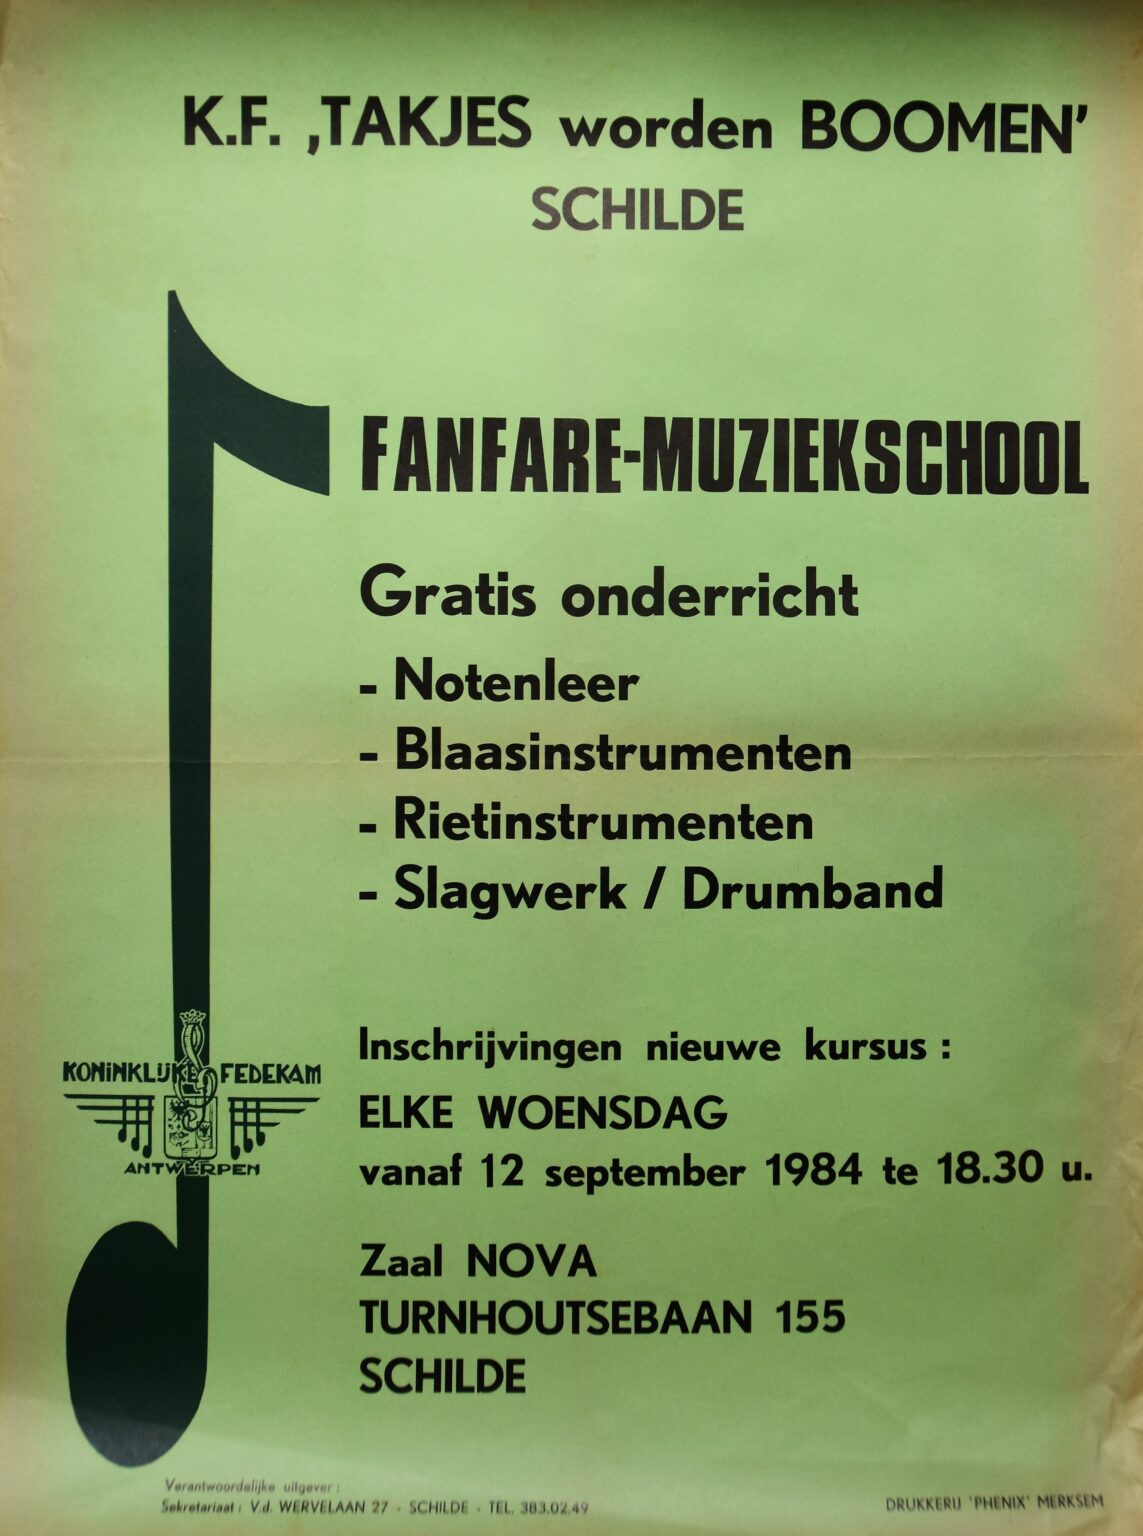 K.F. ‚TAKJES worden BOOMEN’
SCHILDE
FANFARE-MUZIEKSCHOOL
Gratis onderricht
- Notenleer
- Blaasinstrumenten
- Rietinstrumenten
- Slagwerk / Drumband
Inschrijvingen nieuwe kursus :
ELKE WOENSDAG
vanaf 12 september 1984 te 18.30 u.
KONINKLIJKE FEDEKAM
ANTWERPEN
Zaal NOVA
TURNHOUTSEBAAN 155
SCHILDE
Verantwoordelijke uitgever :
Sekretariaat : V.d. WERVELAAN 27 - SCHILDE - TEL. 383.02.49
DRUKKERIJ 'PHENIX' MERKSEM